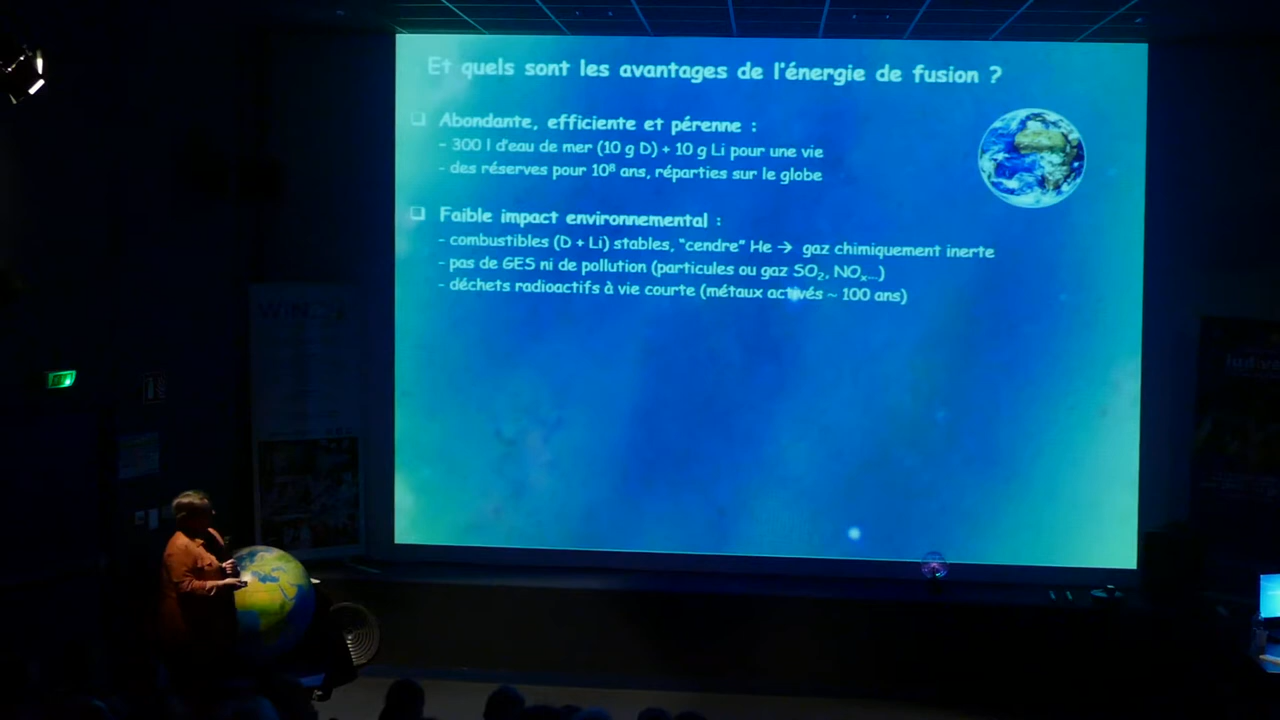 Et quels sont les avantages de l'énergie de fusion ?
❑ Abondante, efficiente et pérenne :
- 300 l d'eau de mer (10 g D) + 10 g Li pour une vie
- des réserves pour 10⁸ ans, réparties sur le globe
❑ Faible impact environnemental :
- combustibles (D + Li) stables, "cendre" He → gaz chimiquement inerte
- pas de GES ni de pollution (particules ou gaz SO₂, NOₓ...)
- déchets radioactifs à vie courte (métaux activés ~ 100 ans)